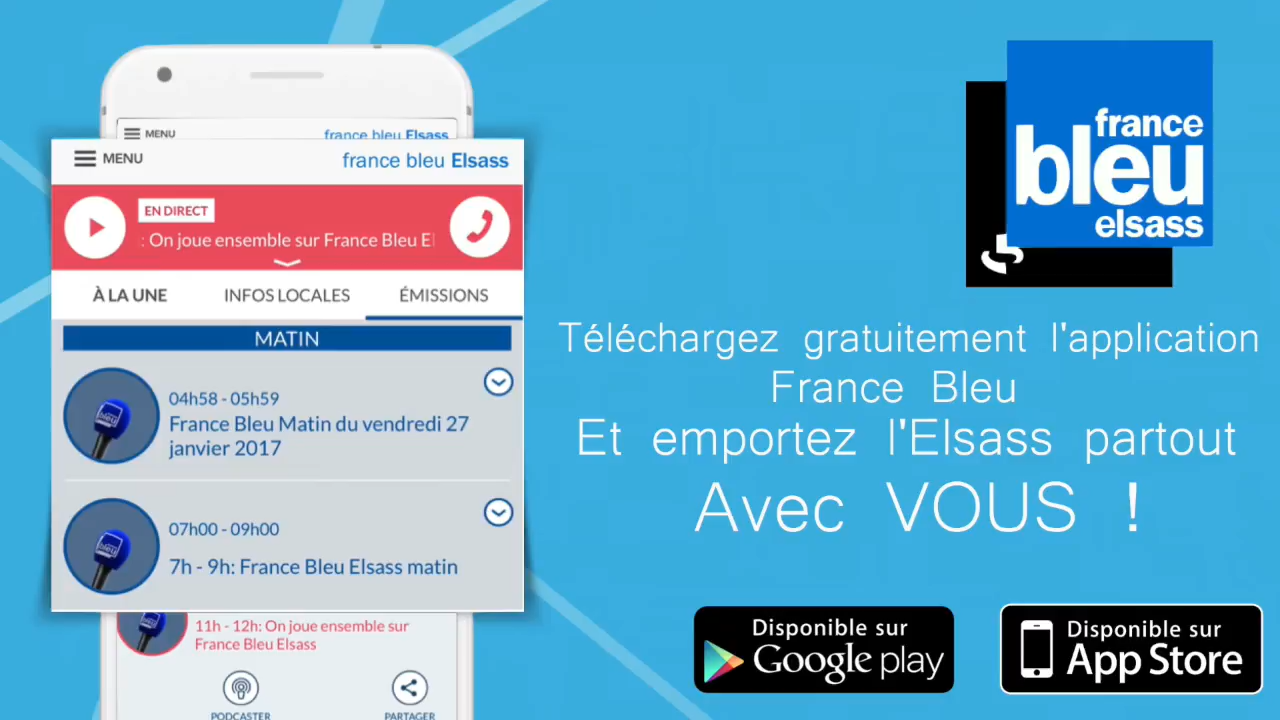 MENU
france bleu Elsass
MENU
france bleu Elsass
EN DIRECT
: On joue ensemble sur France Bleu El
À LA UNE
INFOS LOCALES
ÉMISSIONS
MATIN
04h58 - 05h59
France Bleu Matin du vendredi 27
janvier 2017
bleu
07h00 - 09h00
7h - 9h: France Bleu Elsass matin
bleu
11h - 12h: On joue ensemble sur
France Bleu Elsass
PODCASTER
PARTAGER
france
bleu
elsass
Téléchargez gratuitement l'application
France Bleu
Et emportez l'Elsass partout
Avec VOUS !
Disponible sur
Google play
Disponible sur
App Store